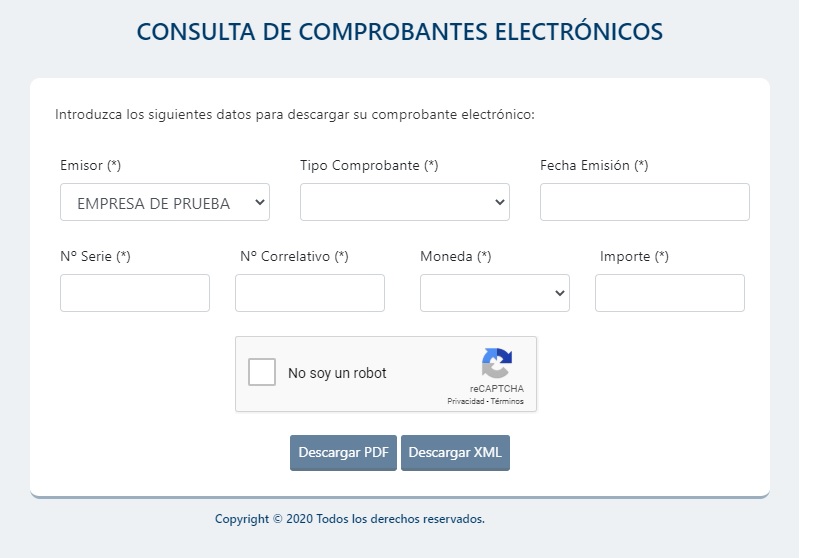 CONSULTA DE COMPROBANTES ELECTRÓNICOS
Introduzca los siguientes datos para descargar su comprobante electrónico:
Emisor (*) Tipo Comprobante (*) Fecha Emisión (*)
EMPRESA DE PRUEBA
Nº Serie (*) Nº Correlativo (*) Moneda (*) Importe (*)
No soy un robot
reCAPTCHA
Privacidad - Términos
Descargar PDF Descargar XML
Copyright © 2020 Todos los derechos reservados.